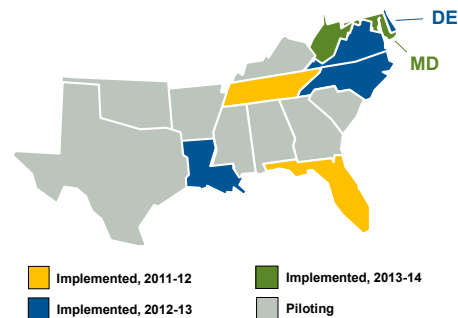 DE
MD
Implemented, 2011-12
Implemented, 2013-14
Implemented, 2012-13
Piloting